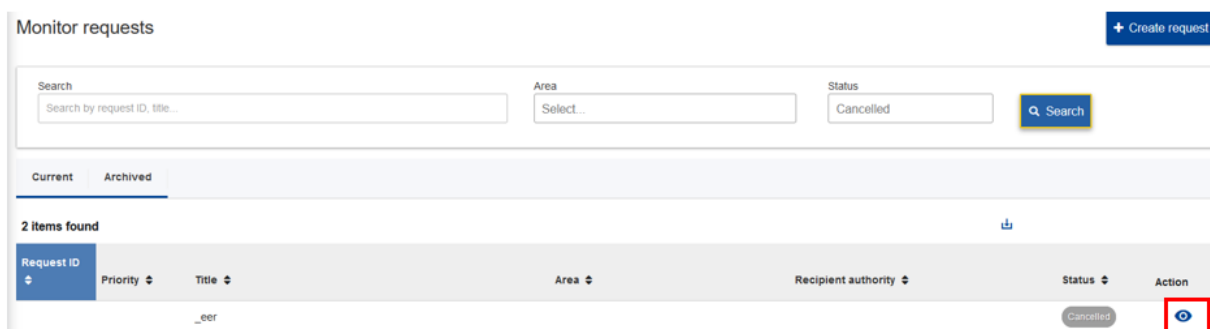 Monitor requests
+ Create request
Search
Area
Status
Search by request ID, title...
Select...
Cancelled
Search
Current
Archived
2 items found
Request ID
Priority
Title
Area
Recipient authority
Status
Action
_eer
Cancelled